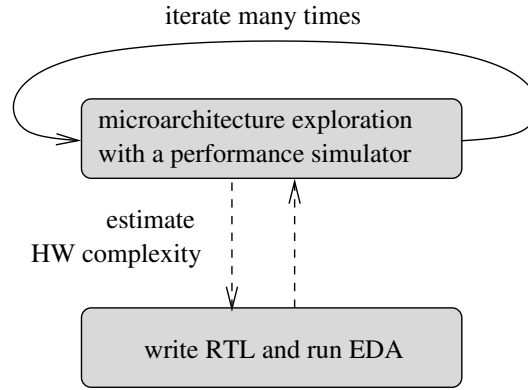 iterate many times
microarchitecture exploration
with a performance simulator
estimate
HW complexity
write RTL and run EDA